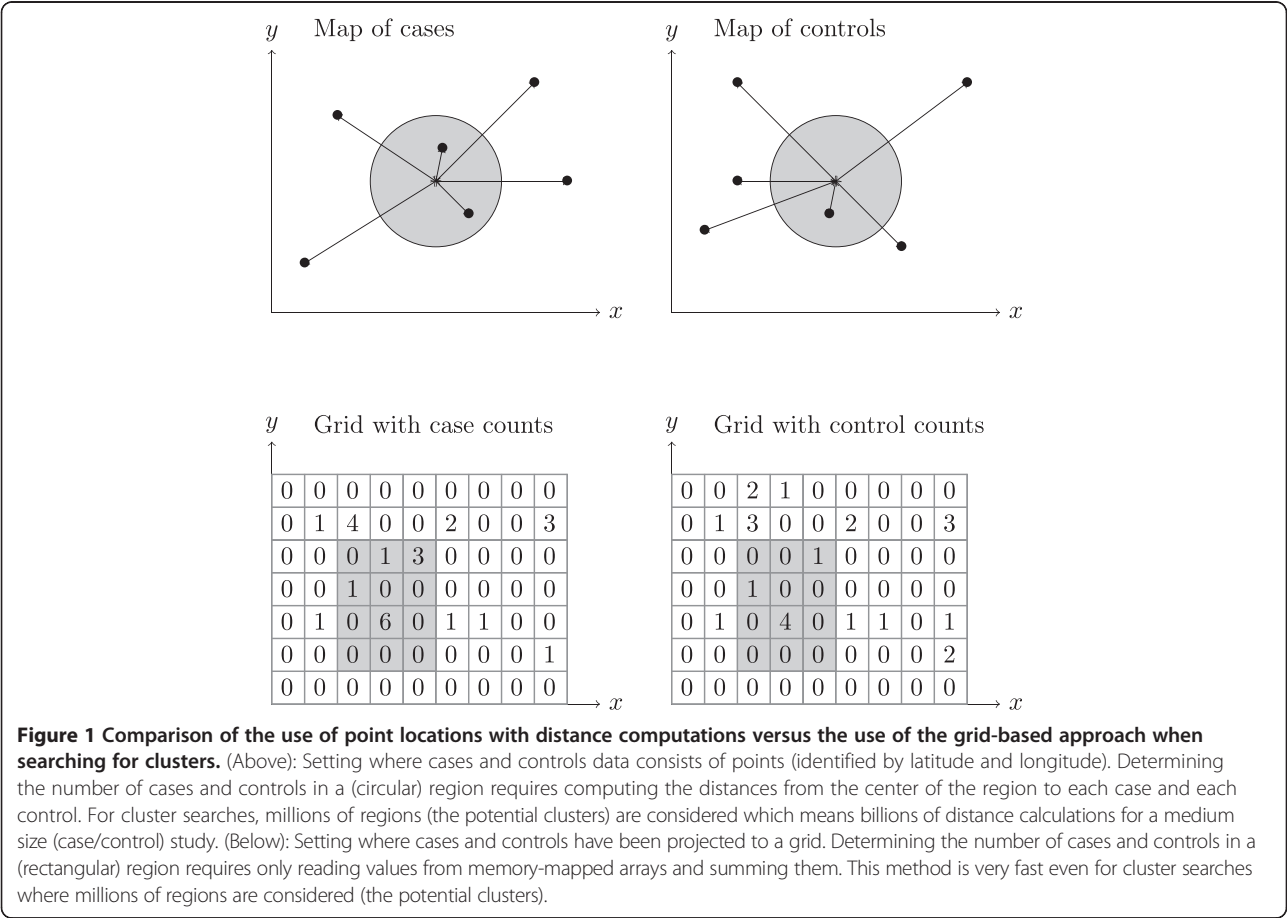 y Map of cases
x
y Map of controls
x
y Grid with case counts
0 0 0 0 0 0 0 0 0
0 1 4 0 0 2 0 0 3
0 0 0 1 3 0 0 0 0
0 0 1 0 0 0 0 0 0
0 1 0 6 0 1 1 0 0
0 0 0 0 0 0 0 0 1
0 0 0 0 0 0 0 0 0
x
y Grid with control counts
0 0 2 1 0 0 0 0 0
0 1 3 0 0 2 0 0 3
0 0 0 0 1 0 0 0 0
0 0 1 0 0 0 0 0 0
0 1 0 4 0 1 1 0 1
0 0 0 0 0 0 0 0 2
0 0 0 0 0 0 0 0 0
x
Figure 1 Comparison of the use of point locations with distance computations versus the use of the grid-based approach when
searching for clusters. (Above): Setting where cases and controls data consists of points (identified by latitude and longitude). Determining
the number of cases and controls in a (circular) region requires computing the distances from the center of the region to each case and each
control. For cluster searches, millions of regions (the potential clusters) are considered which means billions of distance calculations for a medium
size (case/control) study. (Below): Setting where cases and controls have been projected to a grid. Determining the number of cases and controls in a
(rectangular) region requires only reading values from memory-mapped arrays and summing them. This method is very fast even for cluster searches
where millions of regions are considered (the potential clusters).